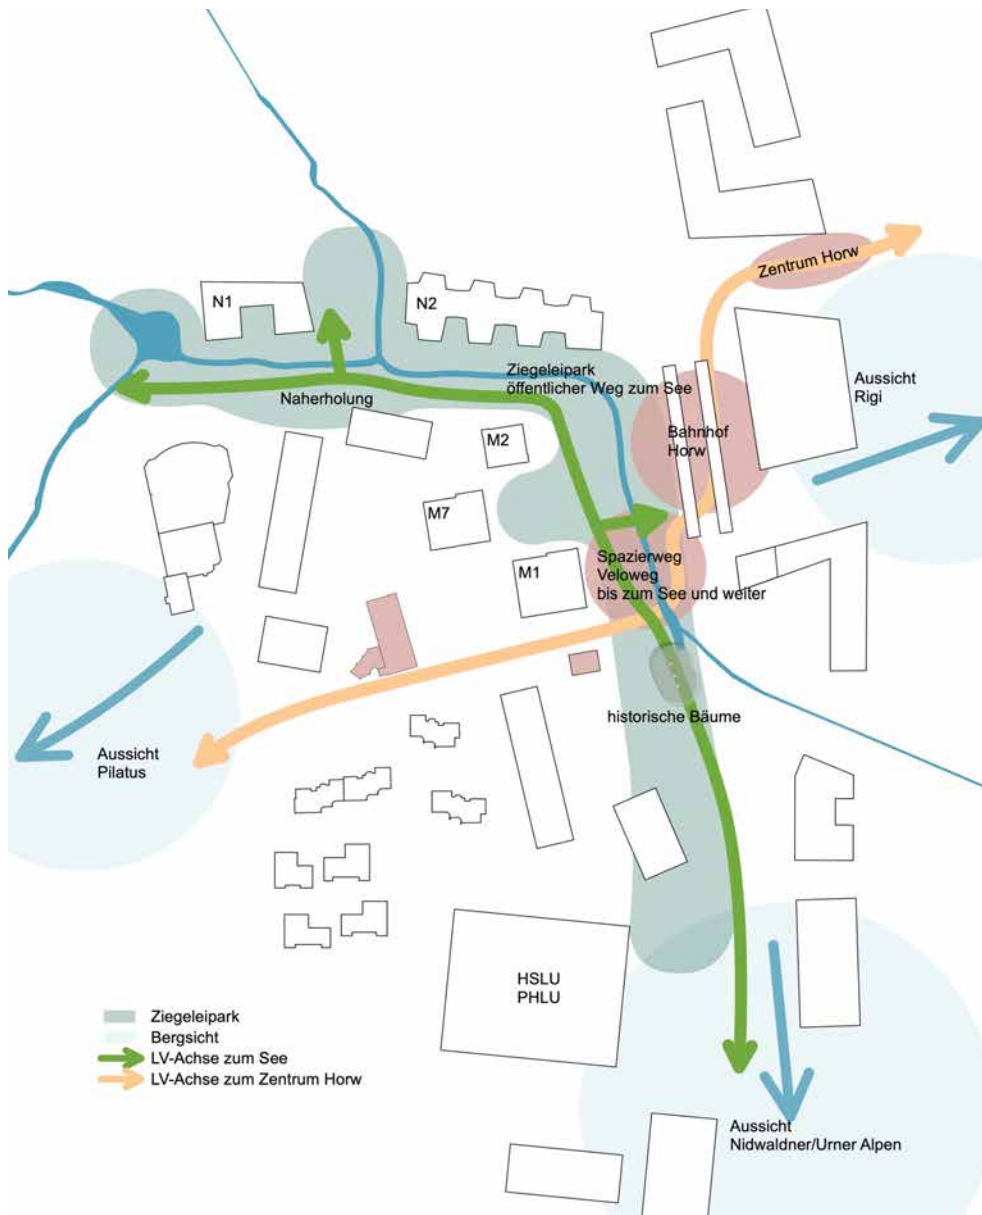 Zentrum Horw
N1
N2
Ziegeleipark
öffentlicher Weg zum See
Aussicht
Rigi
Naherholung
Bahnhof
Horw
M2
M7
M1
Spazierweg
Veloweg
bis zum See und weiter
historische Bäume
Aussicht
Pilatus
HSLU
PHLU
Ziegeleipark
Bergsicht
LV-Achse zum See
LV-Achse zum Zentrum Horw
Aussicht
Nidwaldner/Urner Alpen